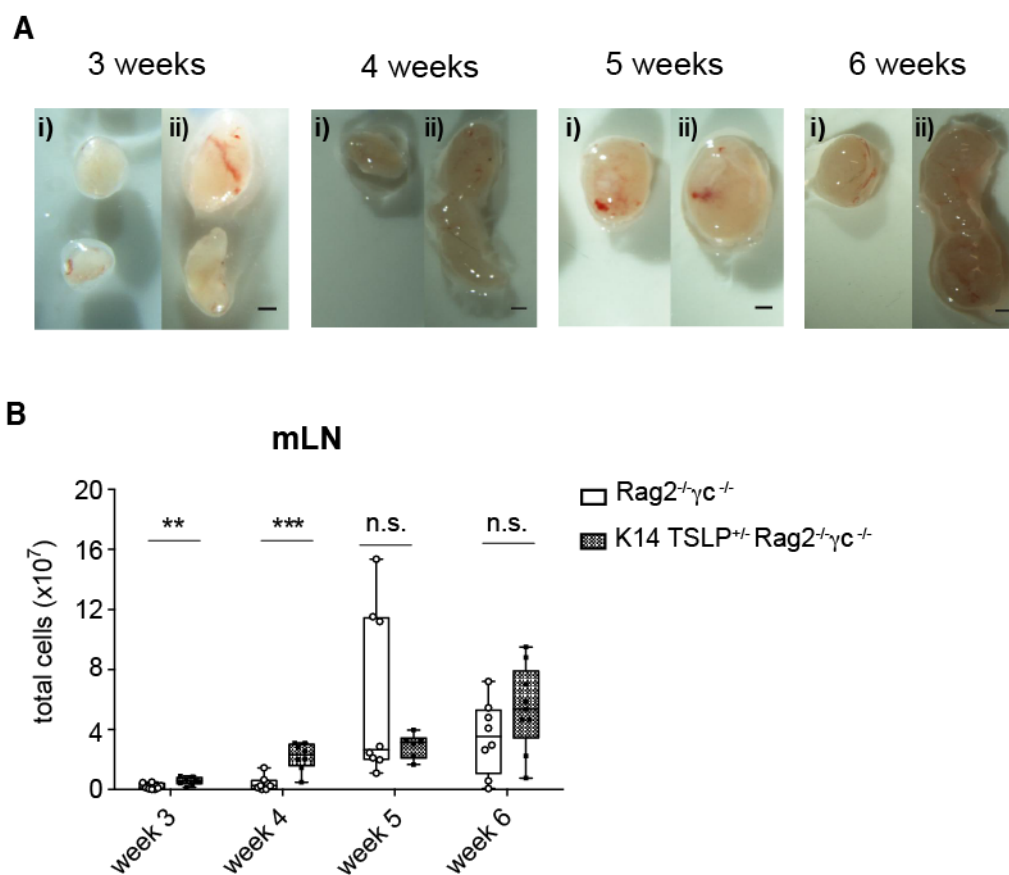 A
3 weeks
4 weeks
5 weeks
6 weeks
i)
ii)
i)
ii)
i)
ii)
i)
ii)
B
mLN
total cells (x10⁷)
20
16
12
8
4
0
**
***
n.s.
n.s.
week 3
week 4
week 5
week 6
Rag2⁻/⁻γc⁻/⁻
K14 TSLP⁺/⁻ Rag2⁻/⁻γc⁻/⁻